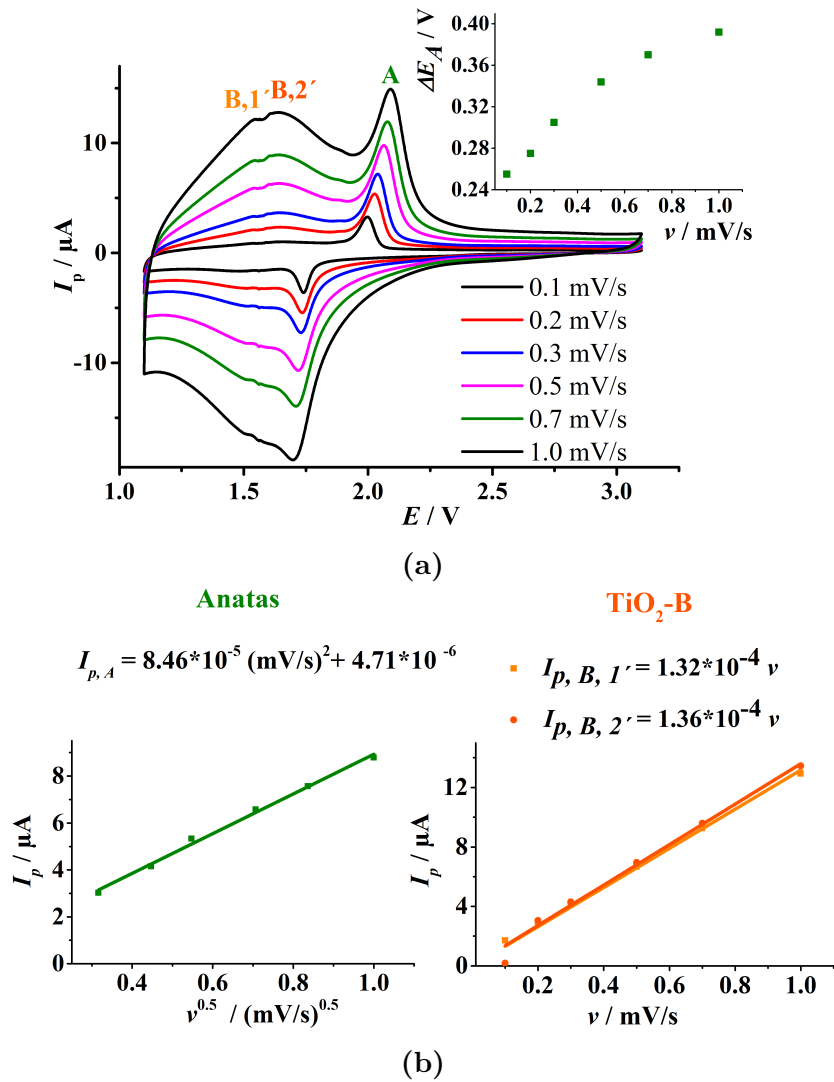 0.40
0.36
0.32
0.28
0.24
ΔE_A / V
0.2 0.4 0.6 0.8 1.0
ν / mV/s
B,1´ B,2´ A
10
0
-10
I_p / µA
0.1 mV/s
0.2 mV/s
0.3 mV/s
0.5 mV/s
0.7 mV/s
1.0 mV/s
1.0 1.5 2.0 2.5 3.0
E / V
(a)
Anatas
I_{p, A} = 8.46*10^{-5} (mV/s)^2+ 4.71*10^{-6}
8
6
4
2
0
I_p / µA
0.4 0.6 0.8 1.0
ν^{0.5} / (mV/s)^{0.5}
TiO_2-B
I_{p, B, 1´} = 1.32*10^{-4} ν
I_{p, B, 2´} = 1.36*10^{-4} ν
12
8
4
0
I_p / µA
0.2 0.4 0.6 0.8 1.0
ν / mV/s
(b)